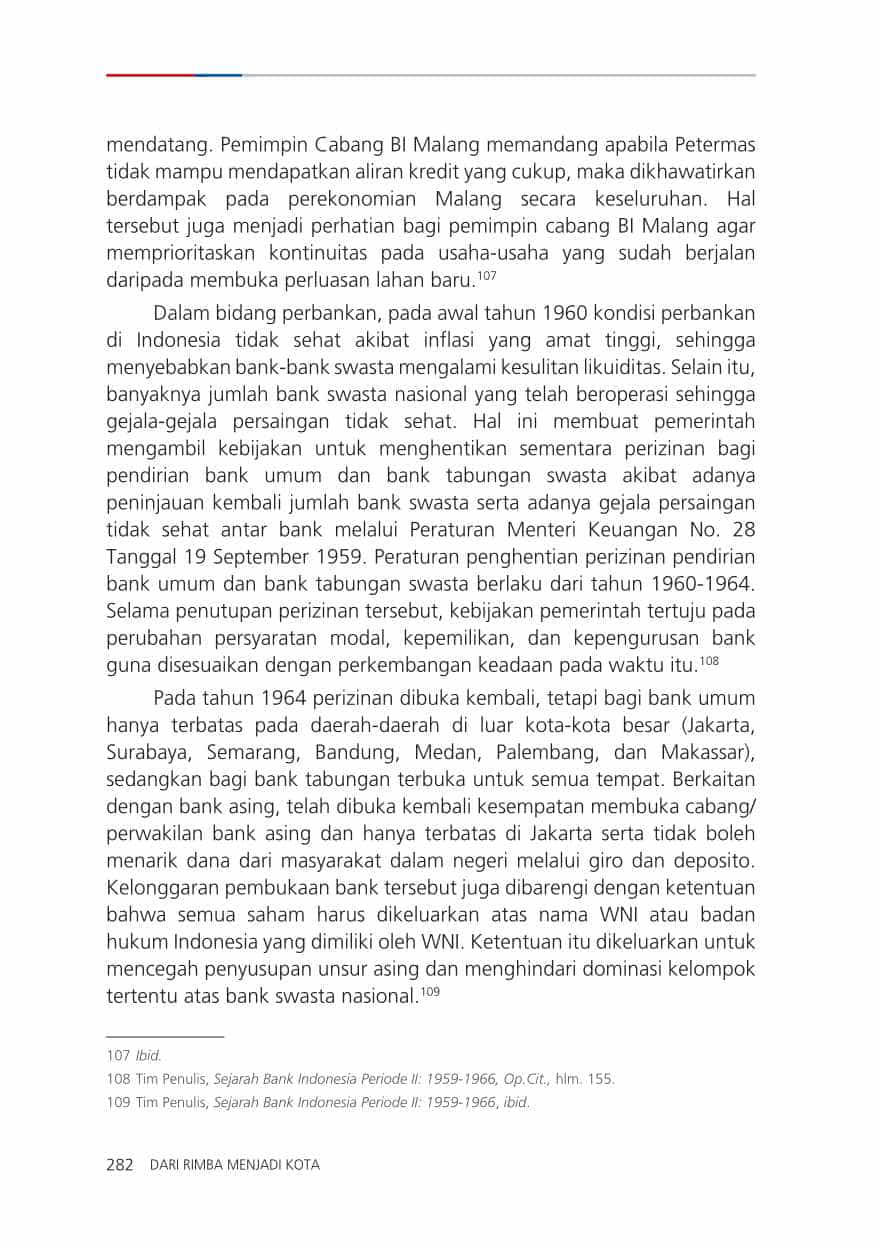 mendatang. Pemimpin Cabang BI Malang memandang apabila Petermas
tidak mampu mendapatkan aliran kredit yang cukup, maka dikhawatirkan
berdampak pada perekonomian Malang secara keseluruhan. Hal
tersebut juga menjadi perhatian bagi pemimpin cabang BI Malang agar
memprioritaskan kontinuitas pada usaha-usaha yang sudah berjalan
daripada membuka perluasan lahan baru.107
Dalam bidang perbankan, pada awal tahun 1960 kondisi perbankan
di Indonesia tidak sehat akibat inflasi yang amat tinggi, sehingga
menyebabkan bank-bank swasta mengalami kesulitan likuiditas. Selain itu,
banyaknya jumlah bank swasta nasional yang telah beroperasi sehingga
gejala-gejala persaingan tidak sehat. Hal ini membuat pemerintah
mengambil kebijakan untuk menghentikan sementara perizinan bagi
pendirian bank umum dan bank tabungan swasta akibat adanya
peninjauan kembali jumlah bank swasta serta adanya gejala persaingan
tidak sehat antar bank melalui Peraturan Menteri Keuangan No. 28
Tanggal 19 September 1959. Peraturan penghentian perizinan pendirian
bank umum dan bank tabungan swasta berlaku dari tahun 1960-1964.
Selama penutupan perizinan tersebut, kebijakan pemerintah tertuju pada
perubahan persyaratan modal, kepemilikan, dan kepengurusan bank
guna disesuaikan dengan perkembangan keadaan pada waktu itu.108
Pada tahun 1964 perizinan dibuka kembali, tetapi bagi bank umum
hanya terbatas pada daerah-daerah di luar kota-kota besar (Jakarta,
Surabaya, Semarang, Bandung, Medan, Palembang, dan Makassar),
sedangkan bagi bank tabungan terbuka untuk semua tempat. Berkaitan
dengan bank asing, telah dibuka kembali kesempatan membuka cabang/
perwakilan bank asing dan hanya terbatas di Jakarta serta tidak boleh
menarik dana dari masyarakat dalam negeri melalui giro dan deposito.
Kelonggaran pembukaan bank tersebut juga dibarengi dengan ketentuan
bahwa semua saham harus dikeluarkan atas nama WNI atau badan
hukum Indonesia yang dimiliki oleh WNI. Ketentuan itu dikeluarkan untuk
mencegah penyusupan unsur asing dan menghindari dominasi kelompok
tertentu atas bank swasta nasional.109
107 Ibid.
108 Tim Penulis, Sejarah Bank Indonesia Periode II: 1959-1966, Op.Cit., hlm. 155.
109 Tim Penulis, Sejarah Bank Indonesia Periode II: 1959-1966, ibid.
282 DARI RIMBA MENJADI KOTA